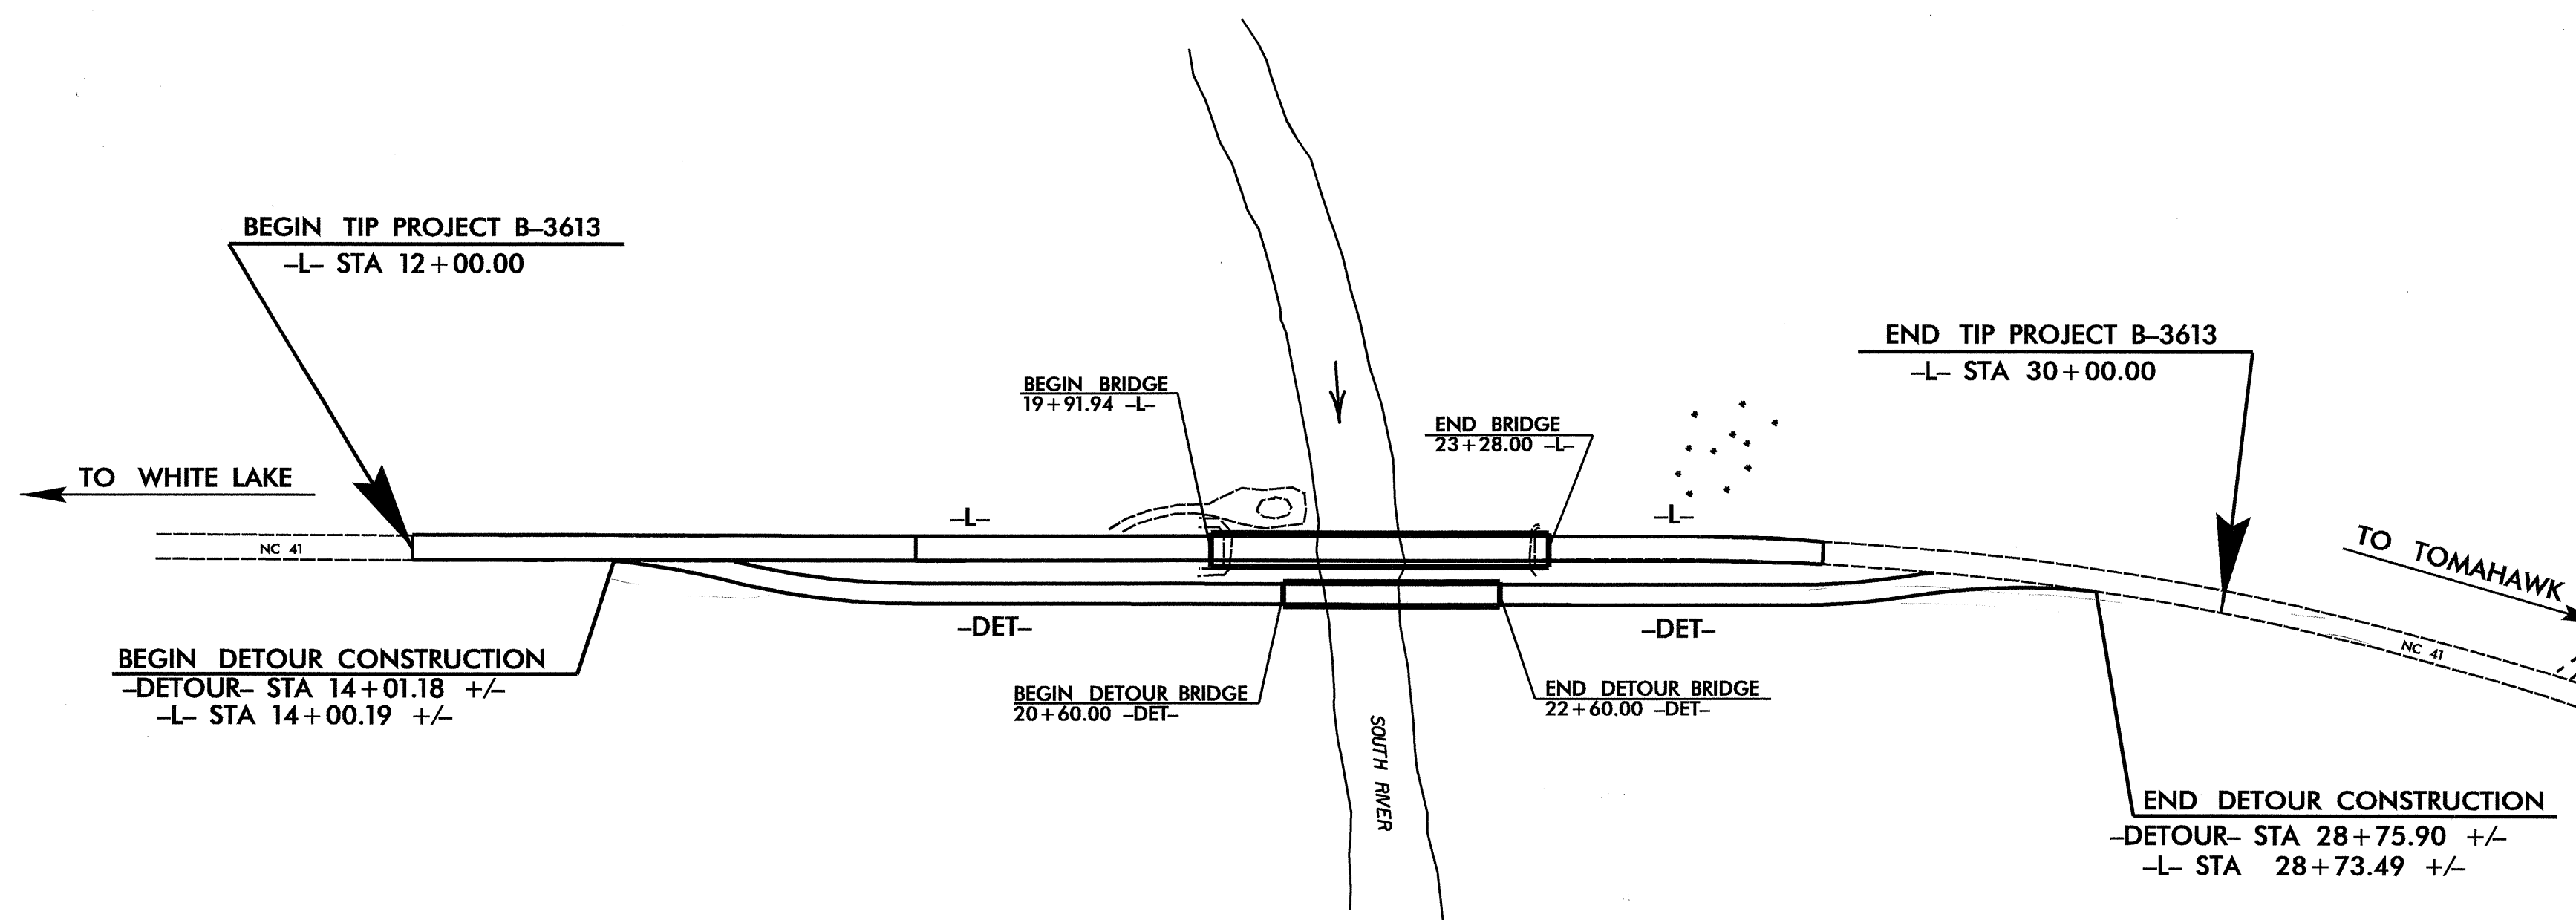 BEGIN TIP PROJECT B–3613
–L– STA 12+00.00
END TIP PROJECT B–3613
–L– STA 30+00.00
BEGIN BRIDGE
19+91.94 –L–
END BRIDGE
23+28.00 –L–
TO WHITE LAKE
–L–
–L–
NC 41
TO TOMAHAWK
NC 41
–DET–
–DET–
BEGIN DETOUR CONSTRUCTION
–DETOUR– STA 14+01.18 +/–
–L– STA 14+00.19 +/–
BEGIN DETOUR BRIDGE
20+60.00 –DET–
END DETOUR BRIDGE
22+60.00 –DET–
SOUTH RIVER
END DETOUR CONSTRUCTION
–DETOUR– STA 28+75.90 +/–
–L– STA 28+73.49 +/–